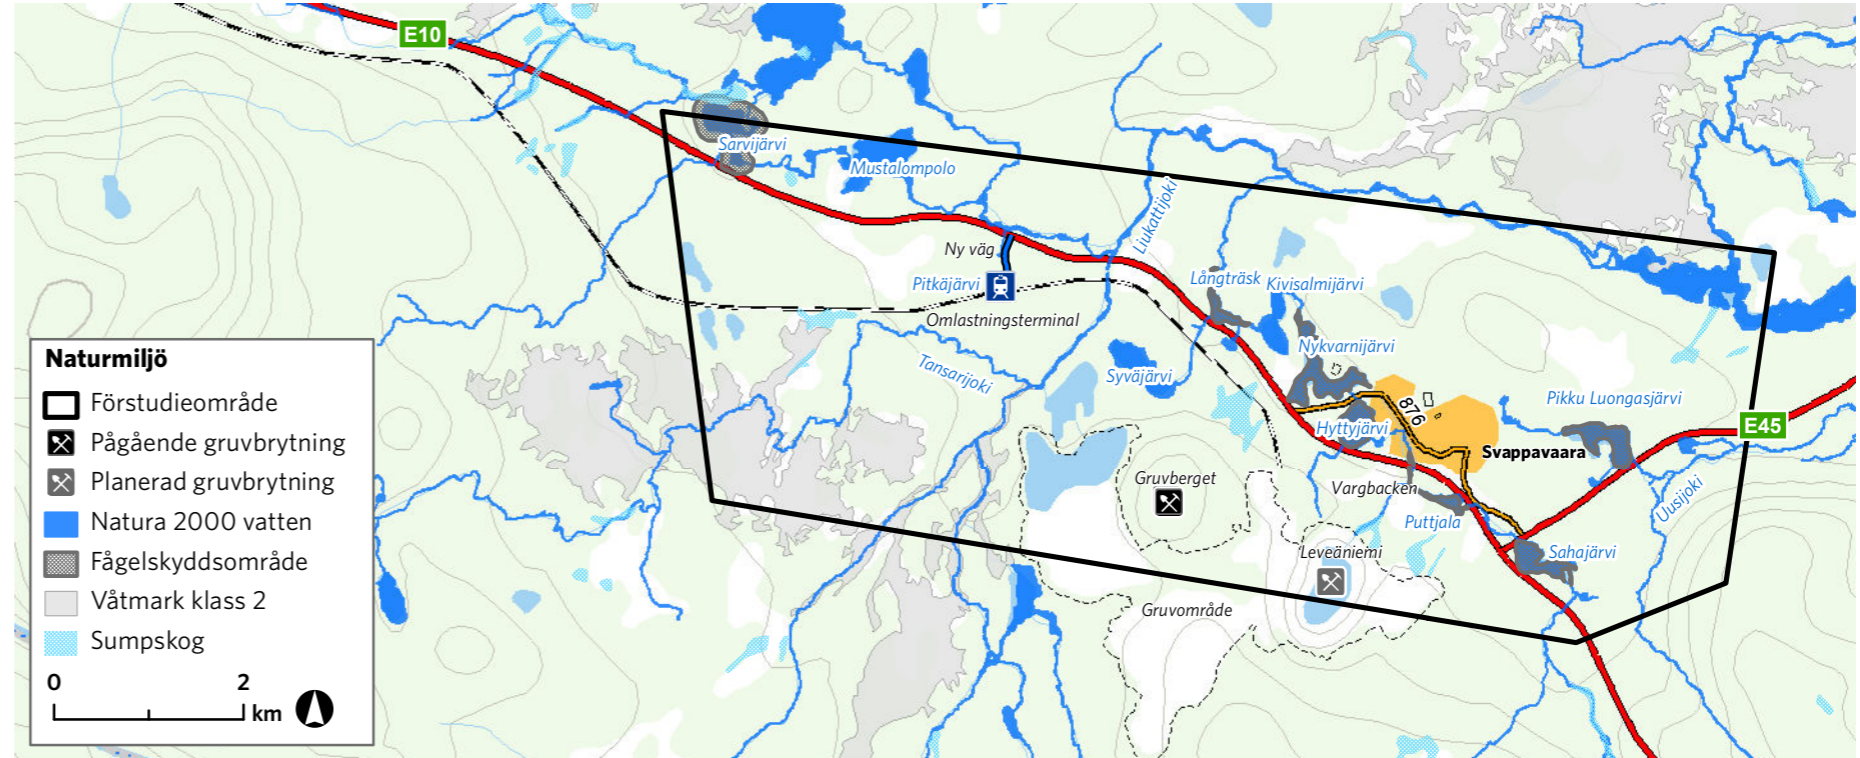 E10
Sarvijärvi
Mustalompolo
Liukattijoki
Ny väg
Pitkäjärvi
Omlastningsterminal
Långträsk
Kivisalmijärvi
Nykvarnijärvi
Tansarijoki
Syväjärvi
876
Pikku Luongasjärvi
E45
Hyttyjärvi
Svappavaara
Gruvberget
Vargbacken
Puttjala
Uusijoki
Leveäniemi
Sahajärvi
Gruvområde
Naturmiljö
Förstudieområde
Pågående gruvbrytning
Planerad gruvbrytning
Natura 2000 vatten
Fågelskyddsområde
Våtmark klass 2
Sumpskog
0 2
km